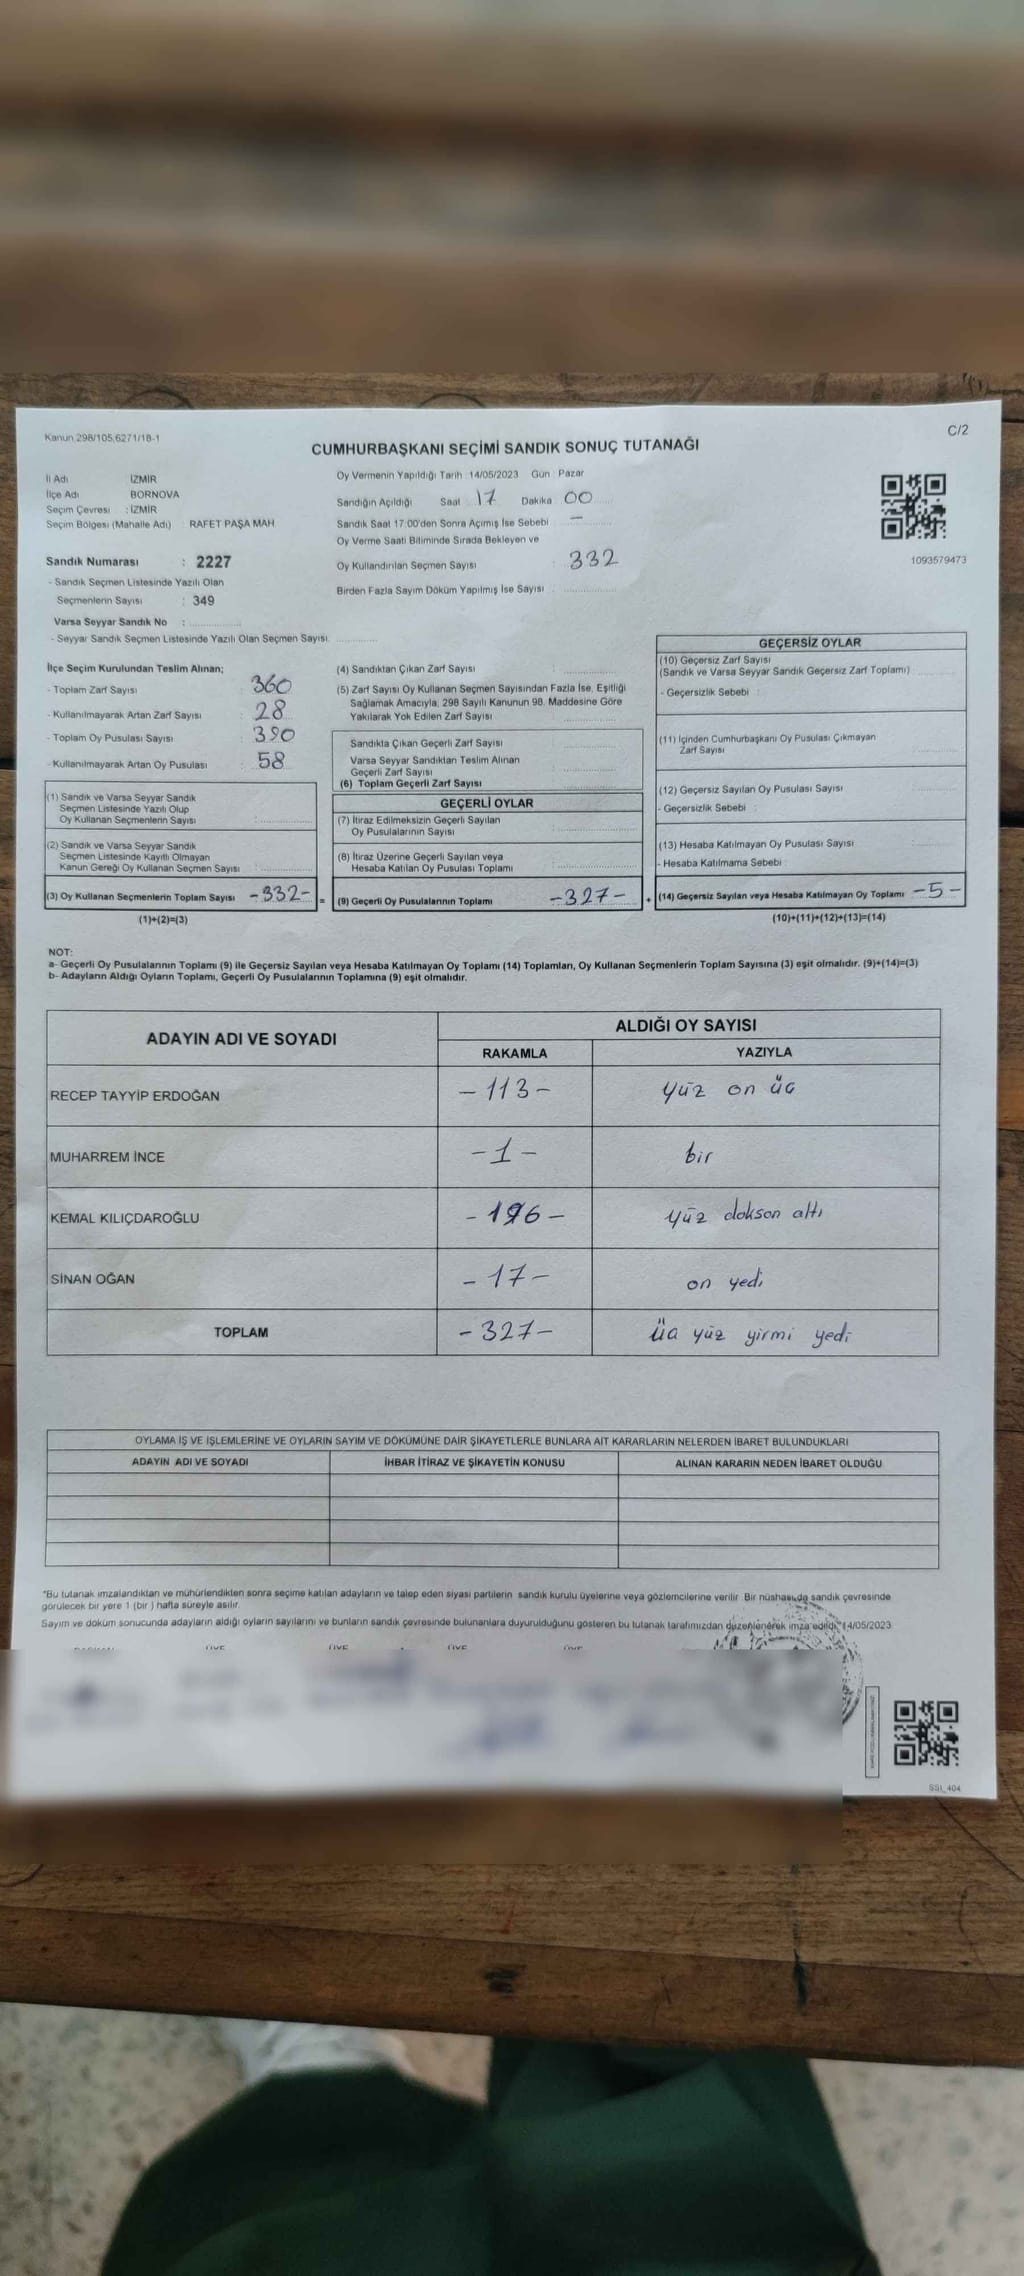 Kanun.298/105,6271/18-1
C/2
CUMHURBAŞKANI SEÇİMİ SANDIK SONUÇ TUTANAĞI
İl Adı : İZMİR
İlçe Adı : BORNOVA
Seçim Çevresi : İZMİR
Seçim Bölgesi (Mahalle Adı) : RAFET PAŞA MAH
Oy Vermenin Yapıldığı Tarih :14/05/2023 Gün : Pazar
Sandığın Açıldığı Saat 17 Dakika 00
Sandık Saat 17:00'den Sonra Açımış İse Sebebi : —
Oy Verme Saati Bitiminde Sırada Bekleyen ve
Oy Kullandırılan Seçmen Sayısı : 332
Birden Fazla Sayım Döküm Yapılmış İse Sayısı :
1093579473
Sandık Numarası : 2227
- Sandık Seçmen Listesinde Yazılı Olan
Seçmenlerin Sayısı : 349
Varsa Seyyar Sandık No :
- Seyyar Sandık Seçmen Listesinde Yazılı Olan Seçmen Sayısı:
İlçe Seçim Kurulundan Teslim Alınan;
- Toplam Zarf Sayısı : 360
- Kullanılmayarak Artan Zarf Sayısı : 28
- Toplam Oy Pusulası Sayısı : 390
- Kullanılmayarak Artan Oy Pusulası : 58
(1) Sandık ve Varsa Seyyar Sandık
Seçmen Listesinde Yazılı Olup
Oy Kullanan Seçmenlerin Sayısı :
(2) Sandık ve Varsa Seyyar Sandık
Seçmen Listesinde Kayıtlı Olmayan
Kanun Gereği Oy Kullanan Seçmen Sayısı :
(3) Oy Kullanan Seçmenlerin Toplam Sayısı -332-
(1)+(2)=(3)
(4) Sandıktan Çıkan Zarf Sayısı :
(5) Zarf Sayısı Oy Kullanan Seçmen Sayısından Fazla İse, Eşitliği
Sağlamak Amacıyla, 298 Sayılı Kanunun 98. Maddesine Göre
Yakılarak Yok Edilen Zarf Sayısı :
Sandıkta Çıkan Geçerli Zarf Sayısı :
Varsa Seyyar Sandıktan Teslim Alınan
Geçerli Zarf Sayısı :
(6) Toplam Geçerli Zarf Sayısı :
GEÇERLİ OYLAR
(7) İtiraz Edilmeksizin Geçerli Sayılan
Oy Pusulalarının Sayısı :
(8) İtiraz Üzerine Geçerli Sayılan veya
Hesaba Katılan Oy Pusulası Toplamı :
= (9) Geçerli Oy Pusulalarının Toplamı -327-
GEÇERSİZ OYLAR
(10) Geçersiz Zarf Sayısı
(Sandık ve Varsa Seyyar Sandık Geçersiz Zarf Toplamı) :
- Geçersizlik Sebebi :
(11) İçinden Cumhurbaşkanı Oy Pusulası Çıkmayan
Zarf Sayısı :
(12) Geçersiz Sayılan Oy Pusulası Sayısı :
- Geçersizlik Sebebi :
(13) Hesaba Katılmayan Oy Pusulası Sayısı :
- Hesaba Katılmama Sebebi :
+ (14) Geçersiz Sayılan veya Hesaba Katılmayan Oy Toplamı -5-
(10)+(11)+(12)+(13)=(14)
NOT:
a- Geçerli Oy Pusulalarının Toplamı (9) ile Geçersiz Sayılan veya Hesaba Katılmayan Oy Toplamı (14) Toplamları, Oy Kullanan Seçmenlerin Toplam Sayısına (3) eşit olmalıdır. (9)+(14)=(3)
b- Adayların Aldığı Oyların Toplamı, Geçerli Oy Pusulalarının Toplamına (9) eşit olmalıdır.
ADAYIN ADI VE SOYADI
ALDIĞI OY SAYISI
RAKAMLA YAZIYLA
RECEP TAYYİP ERDOĞAN -113- yüz on üç
MUHARREM İNCE -1- bir
KEMAL KILIÇDAROĞLU -196- yüz dokson altı
SİNAN OĞAN -17- on yedi
TOPLAM -327- üç yüz yirmi yedi
OYLAMA İŞ VE İŞLEMLERİNE VE OYLARIN SAYIM VE DÖKÜMÜNE DAİR ŞİKAYETLERLE BUNLARA AİT KARARLARIN NELERDEN İBARET BULUNDUKLARI
ADAYIN ADI VE SOYADI İHBAR İTİRAZ VE ŞİKAYETİN KONUSU ALINAN KARARIN NEDEN İBARET OLDUĞU
*Bu tutanak imzalandıktan ve mühürlendikten sonra seçime katılan adayların ve talep eden siyasi partilerin sandık kurulu üyelerine veya gözlemcilerine verilir. Bir nüshası da sandık çevresinde
görülecek bir yere 1 (bir ) hafta süreyle asılır.
Sayım ve döküm sonucunda adayların aldığı oyların sayılarını ve bunların sandık çevresinde bulunanlara duyurulduğunu gösteren bu tutanak tarafımızdan düzenlenerek imza edildi. 14/05/2023
ÜYE ÜYE ÜYE ÜYE
SSİ_404